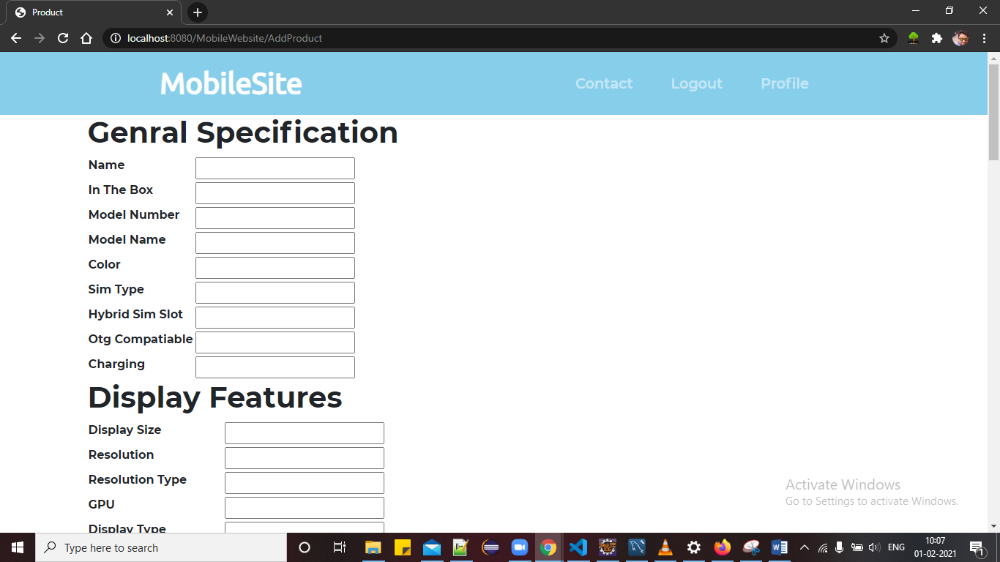 Product
localhost:8080/MobileWebsite/AddProduct
MobileSite
Contact
Logout
Profile
Genral Specification
Name
In The Box
Model Number
Model Name
Color
Sim Type
Hybrid Sim Slot
Otg Compatiable
Charging
Display Features
Display Size
Resolution
Resolution Type
GPU
Display Type
Activate Windows
Go to Settings to activate Windows.
Type here to search
ENG
10:07
01-02-2021
1